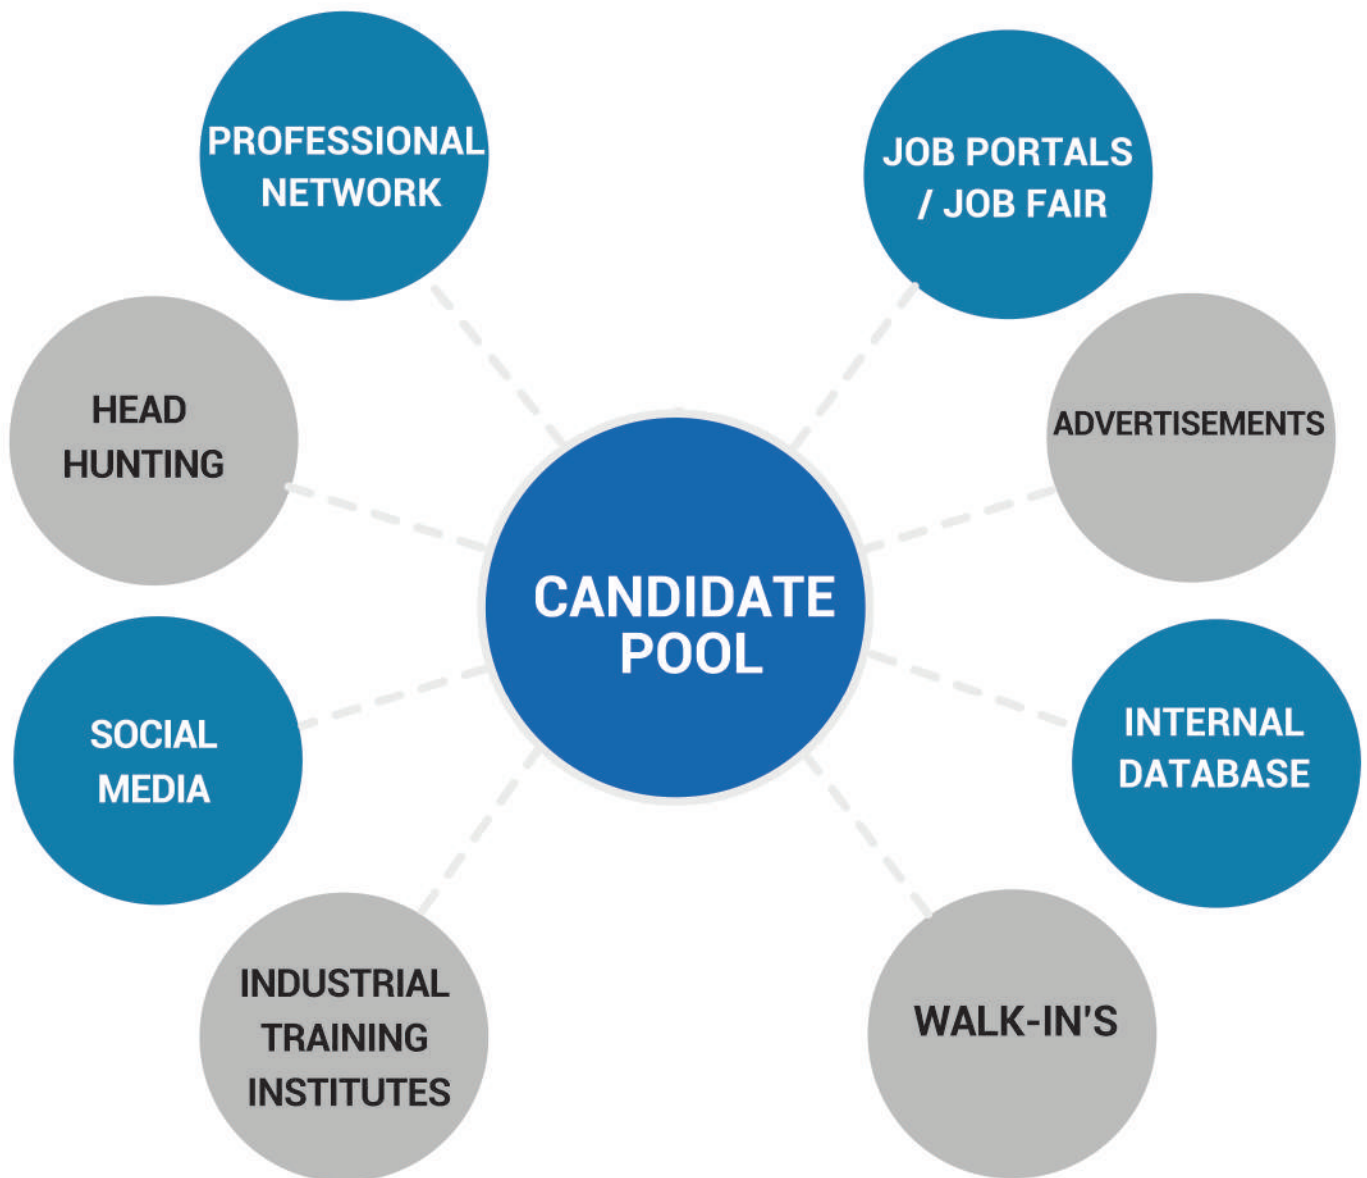 PROFESSIONAL
NETWORK
JOB PORTALS
/ JOB FAIR
HEAD
HUNTING
ADVERTISEMENTS
CANDIDATE
POOL
SOCIAL
MEDIA
INTERNAL
DATABASE
INDUSTRIAL
TRAINING
INSTITUTES
WALK-IN'S